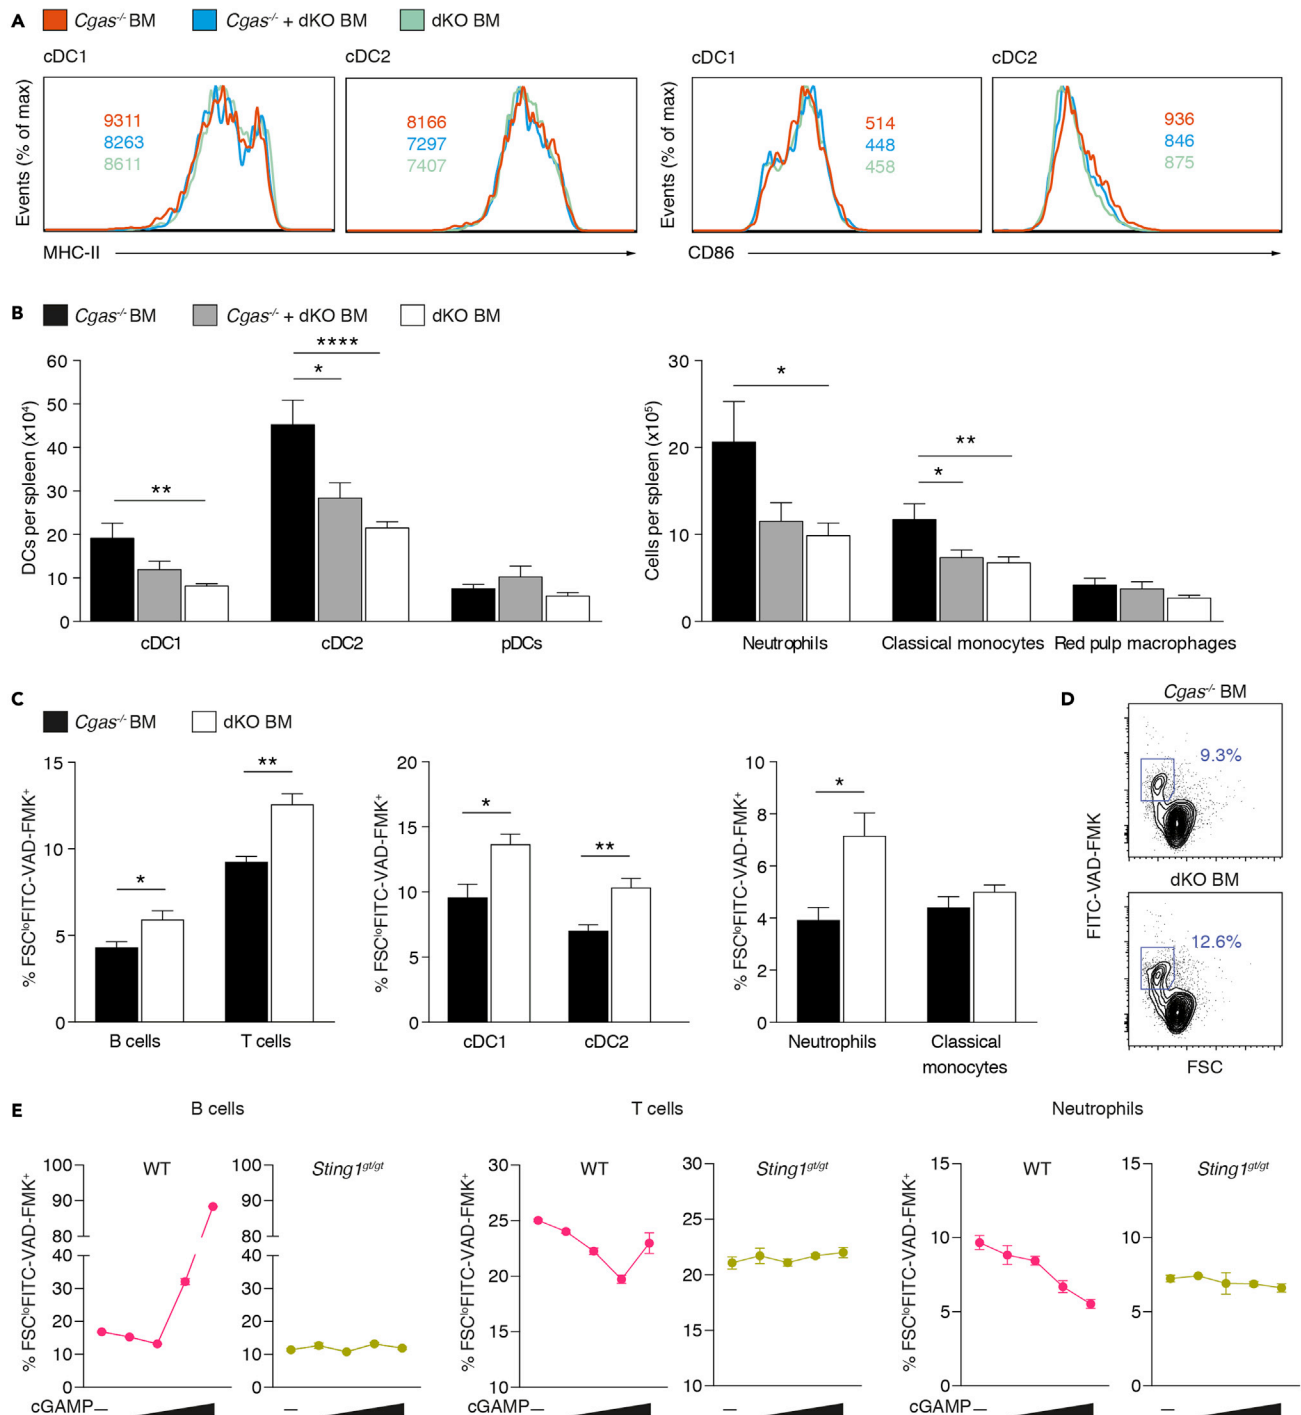 A Cgas-/- BM Cgas-/- + dKO BM dKO BM
cDC1 cDC2 cDC1 cDC2
Events (% of max)
9311
8263
8611
8166
7297
7407
MHC-II
Events (% of max)
514
448
458
936
846
875
CD86
B Cgas-/- BM Cgas-/- + dKO BM dKO BM
DCs per spleen (x10⁴)
60
50
40
30
20
10
0
**
****
*
cDC1 cDC2 pDCs
Cells per spleen (x10⁵)
30
20
10
0
*
**
*
Neutrophils Classical monocytes Red pulp macrophages
C Cgas-/- BM dKO BM
% FSCloFITC-VAD-FMK+
15
10
5
0
*
**
B cells T cells
% FSCloFITC-VAD-FMK+
20
15
10
5
0
*
**
cDC1 cDC2
% FSCloFITC-VAD-FMK+
10
8
6
4
2
0
*
Neutrophils Classical
monocytes
D Cgas-/- BM
9.3%
dKO BM
12.6%
FITC-VAD-FMK
FSC
E B cells T cells Neutrophils
% FSCloFITC-VAD-FMK+
WT
100
90
80
40
30
20
10
0
Sting1gt/gt
100
90
80
40
30
20
10
0
cGAMP – –
% FSCloFITC-VAD-FMK+
WT
30
25
20
15
10
Sting1gt/gt
30
25
20
15
10
cGAMP – –
% FSCloFITC-VAD-FMK+
WT
15
10
5
0
Sting1gt/gt
15
10
5
0
cGAMP – –